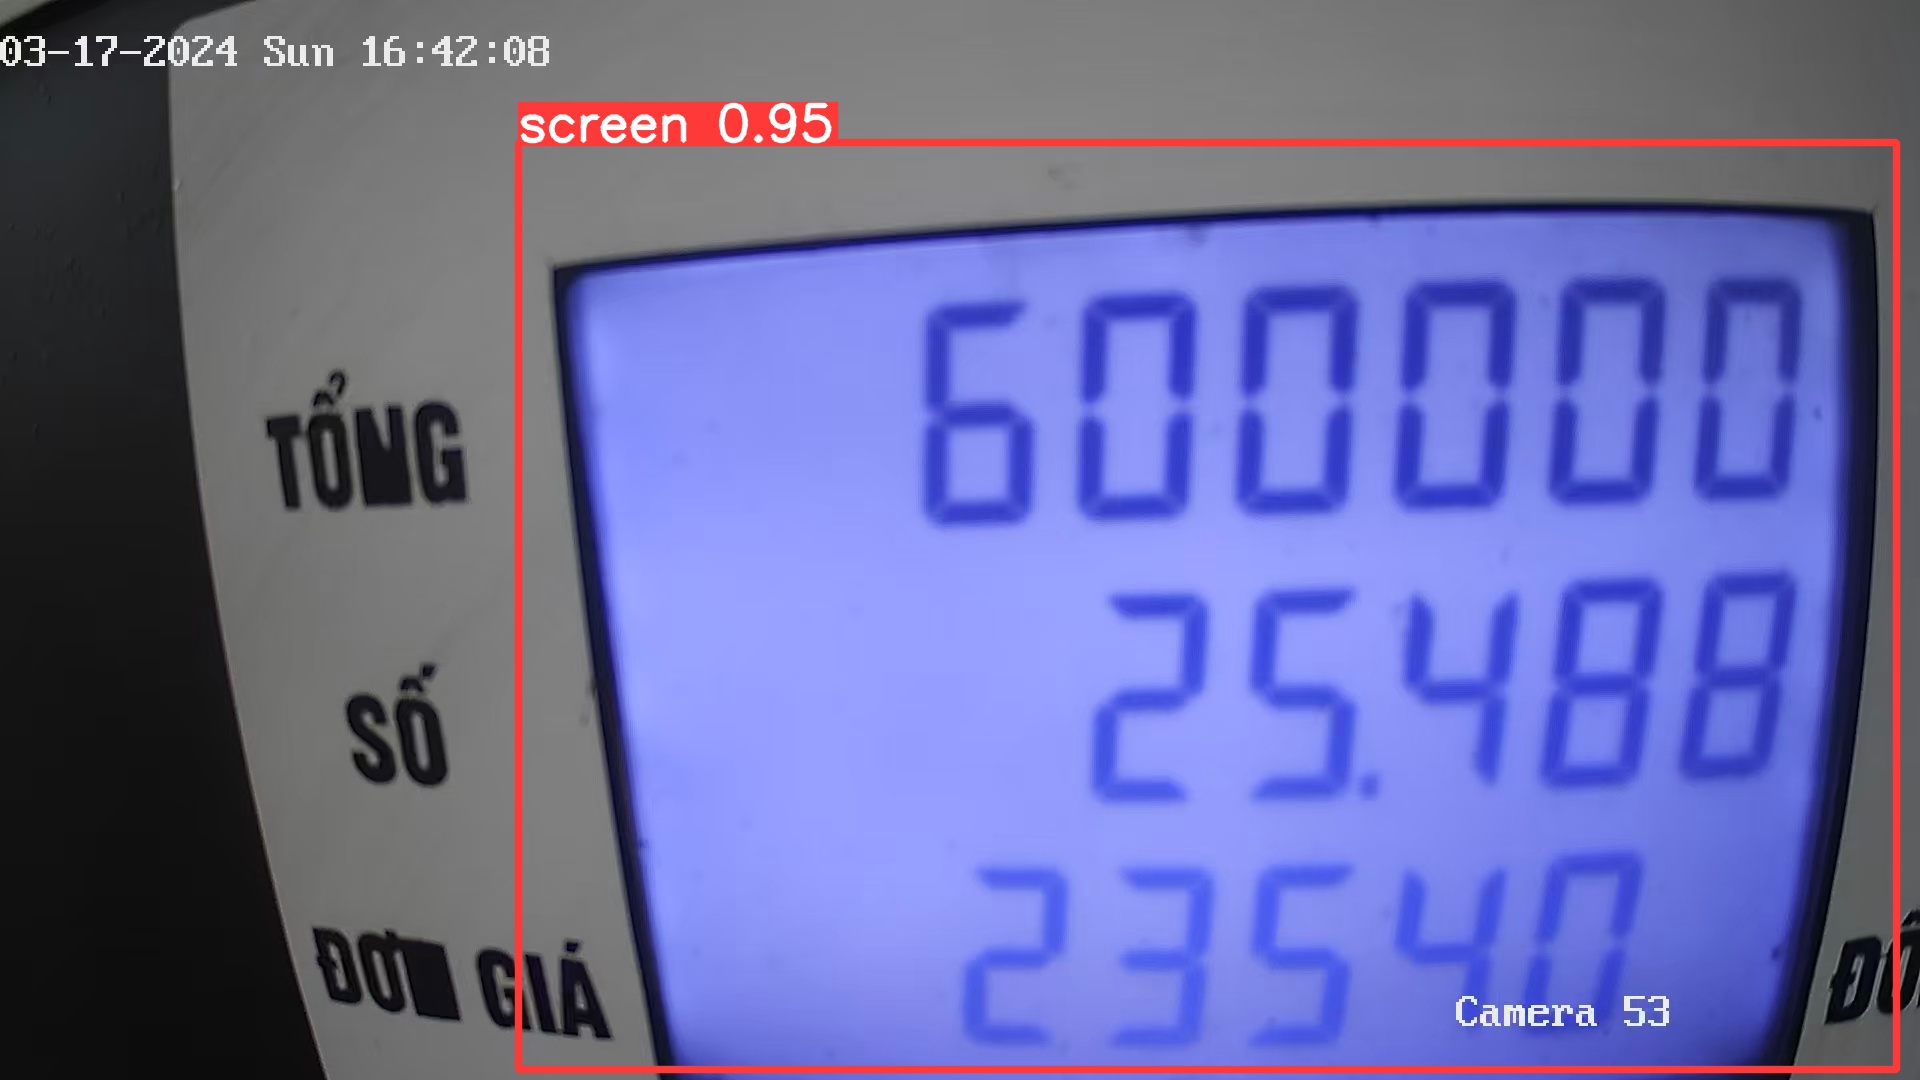 03-17-2024 Sun 16:42:08
screen 0.95
TỔNG 600000
SỐ 25.488
ĐƠN GIÁ 23540
Camera 53